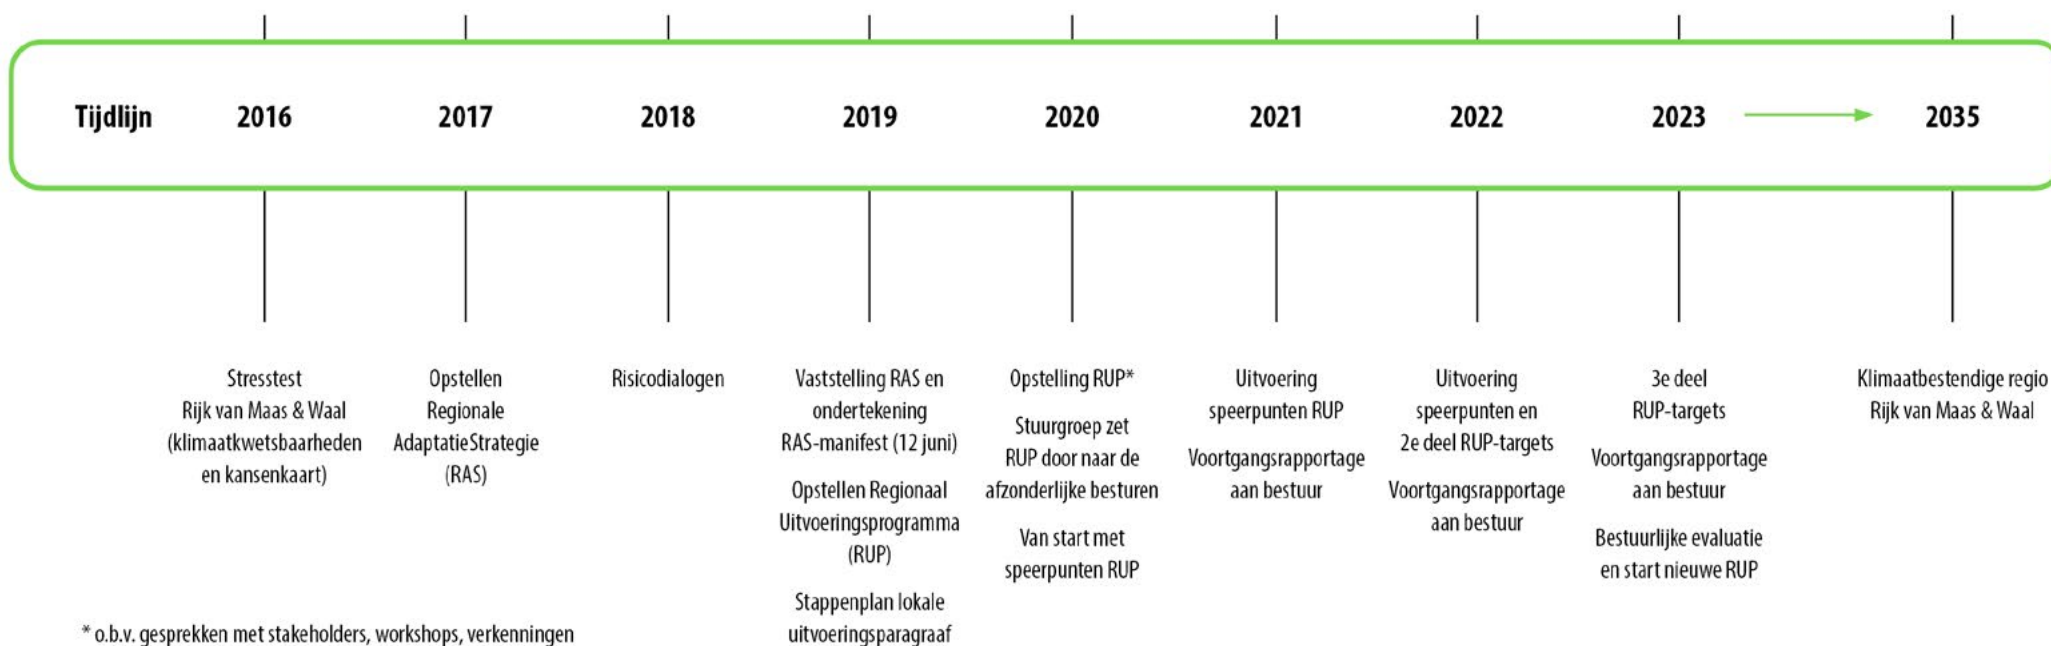 Tijdlijn 2016 2017 2018 2019 2020 2021 2022 2023 2035
Stresstest
Rijk van Maas & Waal
(klimaatkwetsbaarheden
en kansenkaart)
Opstellen
Regionale
AdaptatieStrategie
(RAS)
Risicodialogen
Vaststelling RAS en
ondertekening
RAS-manifest (12 juni)
Opstellen Regionaal
Uitvoeringsprogramma
(RUP)
Stappenplan lokale
uitvoeringsparagraaf
Opstelling RUP*
Stuurgroep zet
RUP door naar de
afzonderlijke besturen
Van start met
speerpunten RUP
Uitvoering
speerpunten RUP
Voortgangsrapportage
aan bestuur
Uitvoering
speerpunten en
2e deel RUP-targets
Voortgangsrapportage
aan bestuur
3e deel
RUP-targets
Voortgangsrapportage
aan bestuur
Bestuurlijke evaluatie
en start nieuwe RUP
Klimaatbestendige regio
Rijk van Maas & Waal
* o.b.v. gesprekken met stakeholders, workshops, verkenningen